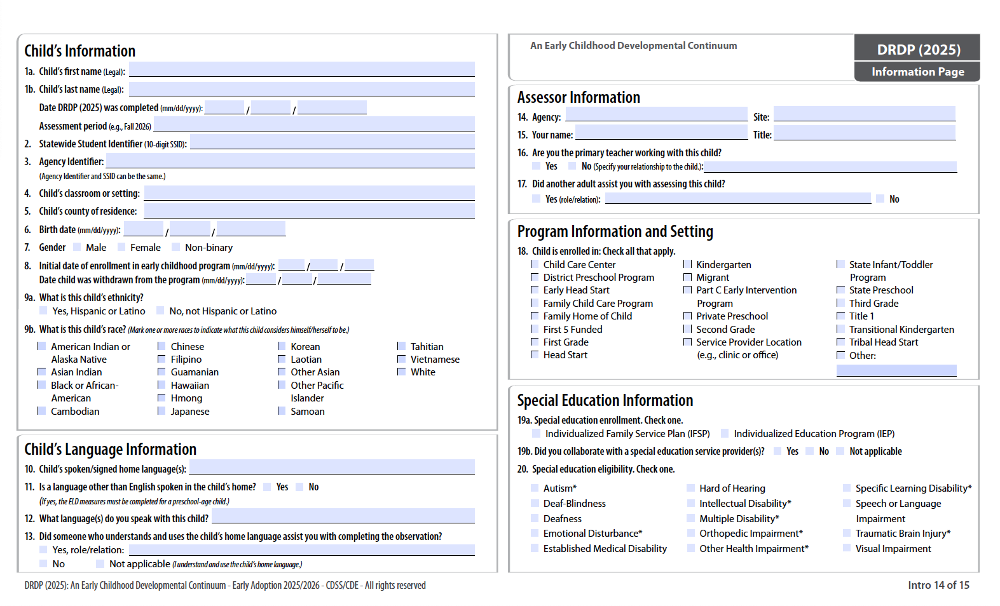 Child's Information
1a. Child's first name (Legal):
1b. Child's last name (Legal):
Date DRDP (2025) was completed (mm/dd/yyyy): / /
Assessment period (e.g., Fall 2026)
2. Statewide Student Identifier (10-digit SSID):
3. Agency Identifier:
(Agency Identifier and SSID can be the same.)
4. Child's classroom or setting:
5. Child's county of residence:
6. Birth date (mm/dd/yyyy): / /
7. Gender Male Female Non-binary
8. Initial date of enrollment in early childhood program (mm/dd/yyyy): / /
Date child was withdrawn from the program (mm/dd/yyyy): / /
9a. What is this child's ethnicity?
Yes, Hispanic or Latino No, not Hispanic or Latino
9b. What is this child's race? (Mark one or more races to indicate what this child considers himself/herself to be.)
American Indian or
Alaska Native
Asian Indian
Black or African-
American
Cambodian
Chinese
Filipino
Guamanian
Hawaiian
Hmong
Japanese
Korean
Laotian
Other Asian
Other Pacific
Islander
Samoan
Tahitian
Vietnamese
White
Child's Language Information
10. Child's spoken/signed home language(s):
11. Is a language other than English spoken in the child's home? Yes No
(If yes, the ELD measures must be completed for a preschool-age child.)
12. What language(s) do you speak with this child?
13. Did someone who understands and uses the child's home language assist you with completing the observation?
Yes, role/relation:
No Not applicable (I understand and use the child's home language.)
An Early Childhood Developmental Continuum
DRDP (2025)
Information Page
Assessor Information
14. Agency: Site:
15. Your name: Title:
16. Are you the primary teacher working with this child?
Yes No (Specify your relationship to the child.):
17. Did another adult assist you with assessing this child?
Yes (role/relation): No
Program Information and Setting
18. Child is enrolled in: Check all that apply.
Child Care Center
District Preschool Program
Early Head Start
Family Child Care Program
Family Home of Child
First 5 Funded
First Grade
Head Start
Kindergarten
Migrant
Part C Early Intervention
Program
Private Preschool
Second Grade
Service Provider Location
(e.g., clinic or office)
State Infant/Toddler
Program
State Preschool
Third Grade
Title 1
Transitional Kindergarten
Tribal Head Start
Other:
Special Education Information
19a. Special education enrollment. Check one.
Individualized Family Service Plan (IFSP) Individualized Education Program (IEP)
19b. Did you collaborate with a special education service provider(s)? Yes No Not applicable
20. Special education eligibility. Check one.
Autism*
Deaf-Blindness
Deafness
Emotional Disturbance*
Established Medical Disability
Hard of Hearing
Intellectual Disability*
Multiple Disability*
Orthopedic Impairment*
Other Health Impairment*
Specific Learning Disability*
Speech or Language
Impairment
Traumatic Brain Injury*
Visual Impairment
DRDP (2025): An Early Childhood Developmental Continuum - Early Adoption 2025/2026 - CDSS/CDE - All rights reserved
Intro 14 of 15